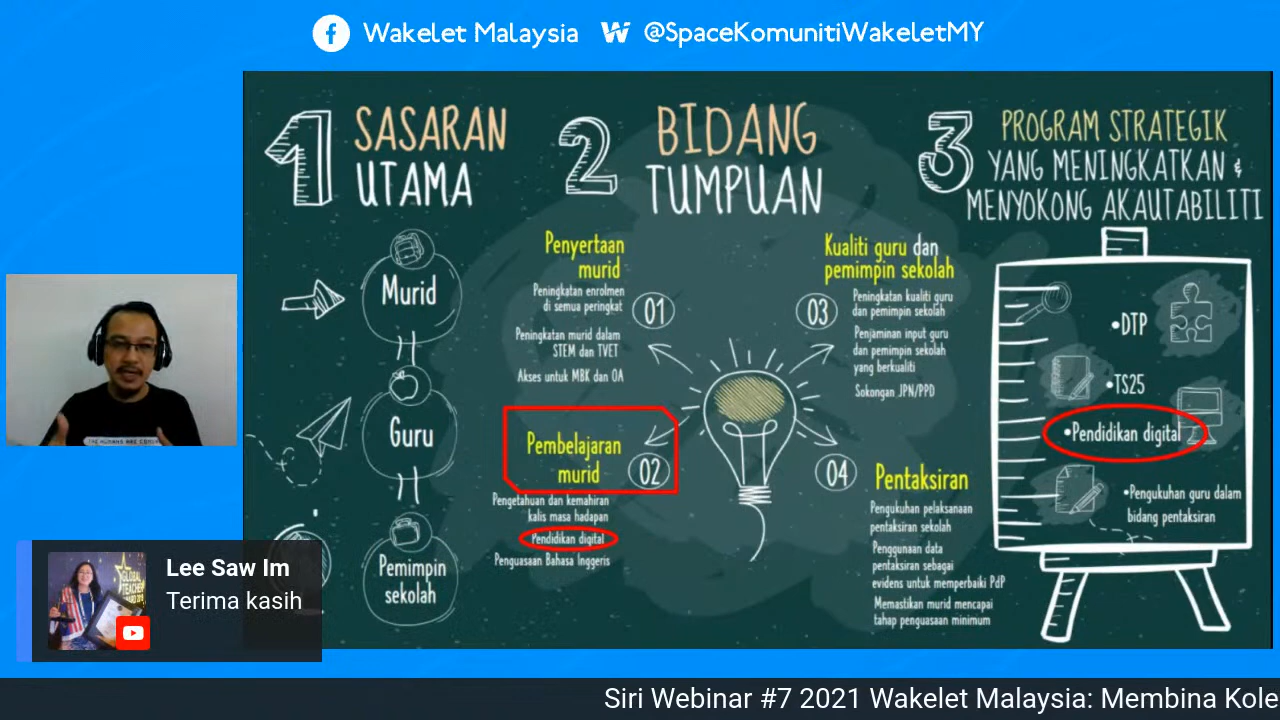 Wakelet Malaysia
@SpaceKomunitiWakeletMY
1 SASARAN
UTAMA
Murid
Guru
Pemimpin
sekolah
2 BIDANG
TUMPUAN
Penyertaan
murid
01
Peningkatan enrolmen
di semua peringkat
Peningkatan murid dalam
STEM dan TVET
Akses untuk MBK dan OA
Pembelajaran
murid
02
Pengetahuan dan kemahiran
kalis masa hadapan
Pendidikan digital
Penguasaan Bahasa Inggeris
Kualiti guru dan
pemimpin sekolah
03
Peningkatan kualiti guru
dan pemimpin sekolah
Penjaminan input guru
dan pemimpin sekolah
yang berkualiti
Sokongan JPN/PPD
04
Pentaksiran
Pengukuhan pelaksanaan
pentaksiran sekolah
Penggunaan data
pentaksiran sebagai
evidens untuk memperbaiki PdP
Memastikan murid mencapai
tahap penguasaan minimum
3 PROGRAM STRATEGIK
YANG MENINGKATKAN &
MENYOKONG AKAUTABILITI
•DTP
•TS25
•Pendidikan digital
•Pengukuhan guru dalam
bidang pentaksiran
Lee Saw Im
Terima kasih
Siri Webinar #7 2021 Wakelet Malaysia: Membina Kole